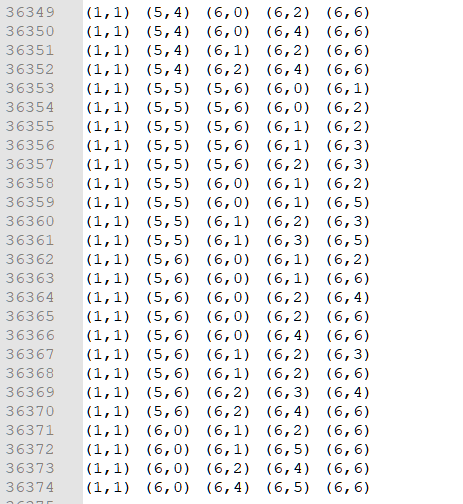 36349 (1,1) (5,4) (6,0) (6,2) (6,6)
36350 (1,1) (5,4) (6,0) (6,4) (6,6)
36351 (1,1) (5,4) (6,1) (6,2) (6,6)
36352 (1,1) (5,4) (6,2) (6,4) (6,6)
36353 (1,1) (5,5) (5,6) (6,0) (6,1)
36354 (1,1) (5,5) (5,6) (6,0) (6,2)
36355 (1,1) (5,5) (5,6) (6,1) (6,2)
36356 (1,1) (5,5) (5,6) (6,1) (6,3)
36357 (1,1) (5,5) (5,6) (6,2) (6,3)
36358 (1,1) (5,5) (6,0) (6,1) (6,2)
36359 (1,1) (5,5) (6,0) (6,1) (6,5)
36360 (1,1) (5,5) (6,1) (6,2) (6,3)
36361 (1,1) (5,5) (6,1) (6,3) (6,5)
36362 (1,1) (5,6) (6,0) (6,1) (6,2)
36363 (1,1) (5,6) (6,0) (6,1) (6,6)
36364 (1,1) (5,6) (6,0) (6,2) (6,4)
36365 (1,1) (5,6) (6,0) (6,2) (6,6)
36366 (1,1) (5,6) (6,0) (6,4) (6,6)
36367 (1,1) (5,6) (6,1) (6,2) (6,3)
36368 (1,1) (5,6) (6,1) (6,2) (6,6)
36369 (1,1) (5,6) (6,2) (6,3) (6,4)
36370 (1,1) (5,6) (6,2) (6,4) (6,6)
36371 (1,1) (6,0) (6,1) (6,2) (6,6)
36372 (1,1) (6,0) (6,1) (6,5) (6,6)
36373 (1,1) (6,0) (6,2) (6,4) (6,6)
36374 (1,1) (6,0) (6,4) (6,5) (6,6)